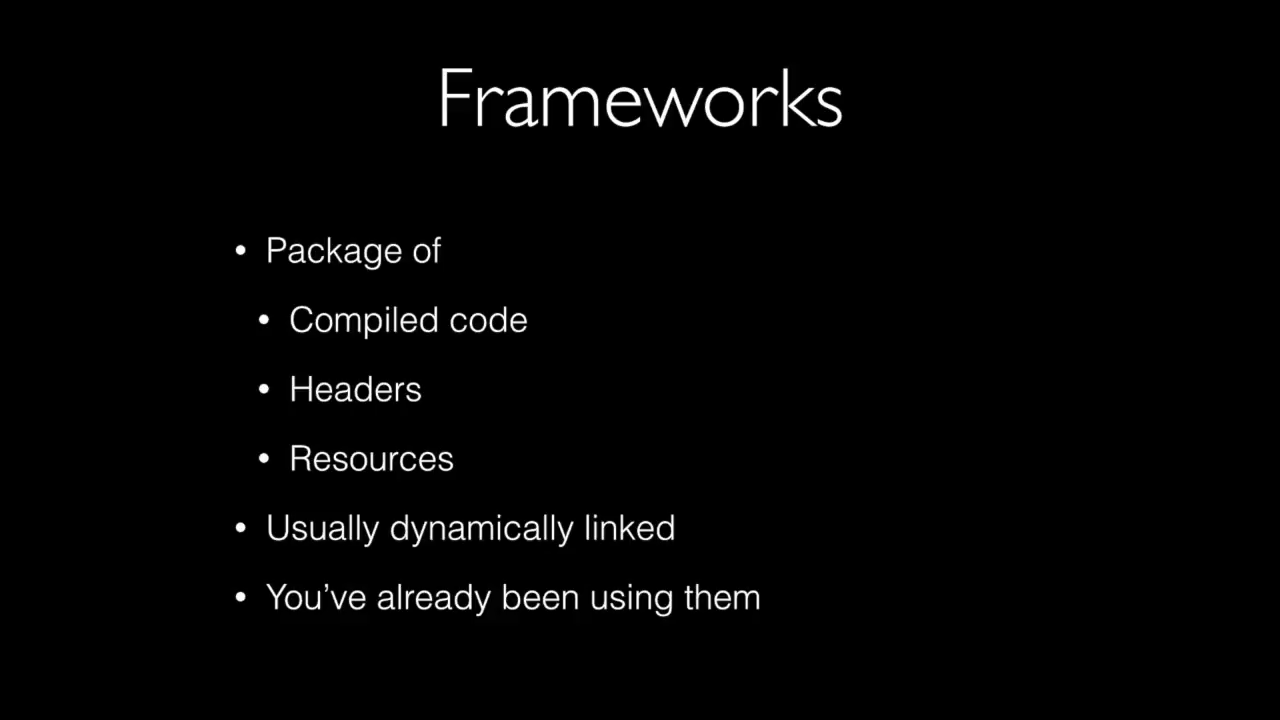 Frameworks
• Package of
• Compiled code
• Headers
• Resources
• Usually dynamically linked
• You’ve already been using them